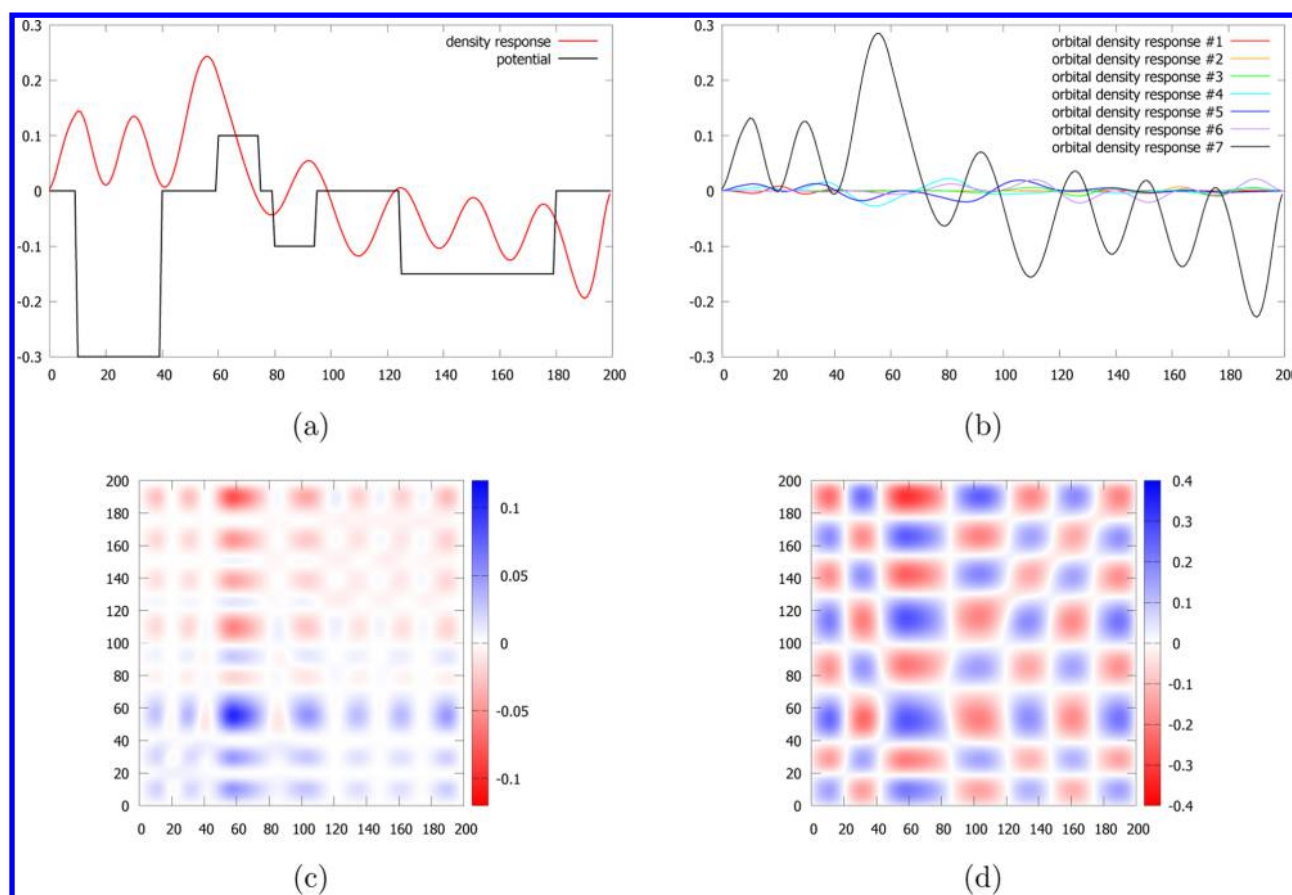 0.3
0.2
0.1
0
-0.1
-0.2
-0.3
density response
potential
0 20 40 60 80 100 120 140 160 180 200
(a)
0.3
0.2
0.1
0
-0.1
-0.2
-0.3
orbital density response #1
orbital density response #2
orbital density response #3
orbital density response #4
orbital density response #5
orbital density response #6
orbital density response #7
0 20 40 60 80 100 120 140 160 180 200
(b)
200
180
160
140
120
100
80
60
40
20
0
0 20 40 60 80 100 120 140 160 180 200
0.1
0.05
0
-0.05
-0.1
(c)
200
180
160
140
120
100
80
60
40
20
0
0 20 40 60 80 100 120 140 160 180 200
0.4
0.3
0.2
0.1
0
-0.1
-0.2
-0.3
-0.4
(d)